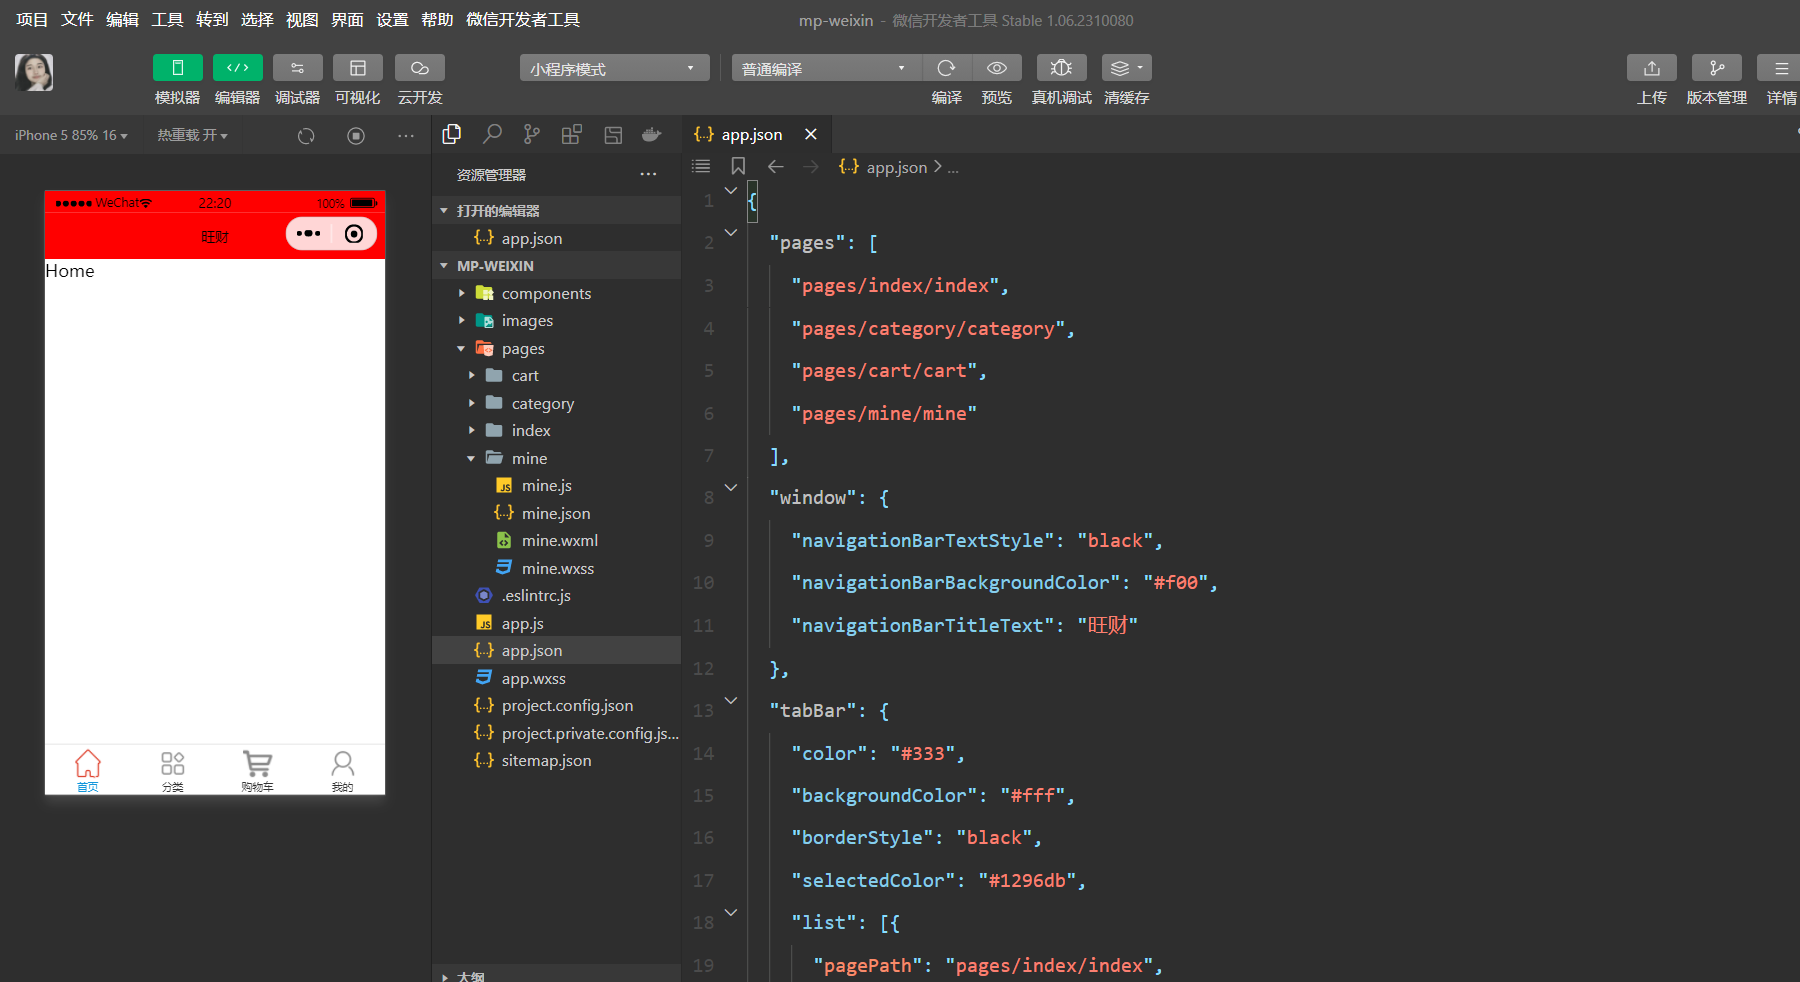 项目 文件 编辑 工具 转到 选择 视图 界面 设置 帮助 微信开发者工具
mp-weixin - 微信开发者工具 Stable 1.06.2310080
小程序模式
普通编译
模拟器 编辑器 调试器 可视化 云开发
编译 预览 真机调试 清缓存
上传 版本管理 详情
iPhone 5 85% 16
热重载 开
WeChat
22:20
100%
旺财
Home
首页
分类
购物车
我的
资源管理器
打开的编辑器
{..} app.json
MP-WEIXIN
components
images
pages
cart
category
index
mine
JS mine.js
{..} mine.json
mine.wxml
mine.wxss
.eslintrc.js
JS app.js
{..} app.json
app.wxss
{..} project.config.json
{..} project.private.config.js...
{..} sitemap.json
大纲
{..} app.json
{..} app.json > ...
1 {
2 "pages": [
3 "pages/index/index",
4 "pages/category/category",
5 "pages/cart/cart",
6 "pages/mine/mine"
7 ],
8 "window": {
9 "navigationBarTextStyle": "black",
10 "navigationBarBackgroundColor": "#f00",
11 "navigationBarTitleText": "旺财"
12 },
13 "tabBar": {
14 "color": "#333",
15 "backgroundColor": "#fff",
16 "borderStyle": "black",
17 "selectedColor": "#1296db",
18 "list": [{
19 "pagePath": "pages/index/index",